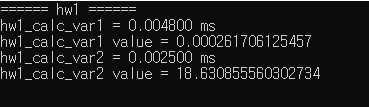 ====== hw1 ======
hw1_calc_var1 = 0.004800 ms
hw1_calc_var1 value = 0.000261706125457
hw1_calc_var2 = 0.002500 ms
hw1_calc_var2 value = 18.630855560302734